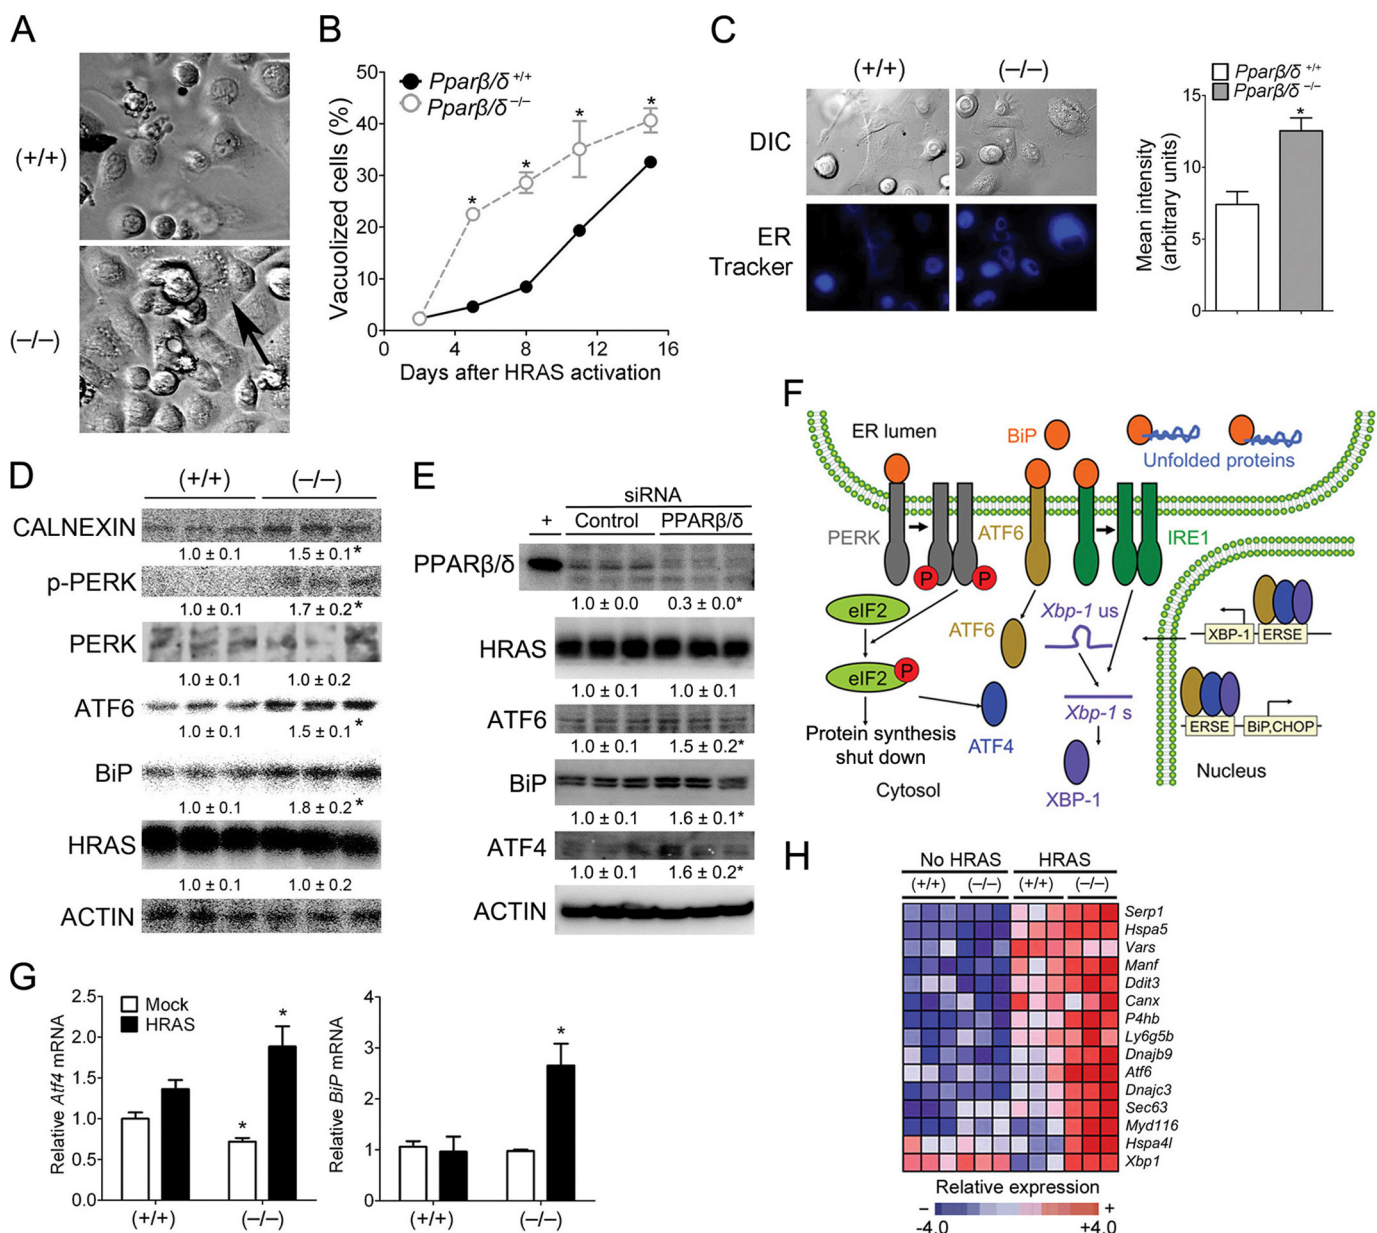 A
(+/+)
(–/–)
B
Pparβ/δ +/+
Pparβ/δ –/–
Vacuolized cells (%)
50
40
30
20
10
0
0 4 8 12 16
* * * *
Days after HRAS activation
C
(+/+) (–/–)
DIC
ER
Tracker
Pparβ/δ +/+
Pparβ/δ –/–
Mean intensity
(arbitrary units)
15
10
5
0
*
D
(+/+) (–/–)
CALNEXIN
1.0 ± 0.1 1.5 ± 0.1*
p-PERK
1.0 ± 0.1 1.7 ± 0.2*
PERK
1.0 ± 0.1 1.0 ± 0.2
ATF6
1.0 ± 0.1 1.5 ± 0.1*
BiP
1.0 ± 0.1 1.8 ± 0.2*
HRAS
1.0 ± 0.1 1.0 ± 0.2
ACTIN
E
siRNA
+ Control PPARβ/δ
PPARβ/δ
1.0 ± 0.0 0.3 ± 0.0*
HRAS
1.0 ± 0.1 1.0 ± 0.1
ATF6
1.0 ± 0.1 1.5 ± 0.2*
BiP
1.0 ± 0.1 1.6 ± 0.1*
ATF4
1.0 ± 0.1 1.6 ± 0.2*
ACTIN
F
ER lumen
BiP
Unfolded proteins
PERK
ATF6
IRE1
P P
eIF2
ATF6
Xbp-1 us
XBP-1 ERSE
eIF2 P
Xbp-1 s
ERSE BiP,CHOP
Protein synthesis
shut down
ATF4
Cytosol
XBP-1
Nucleus
G
Mock
HRAS
Relative Atf4 mRNA
2.5
2.0
1.5
1.0
0.5
0.0
* *
(+/+) (–/–)
Relative BiP mRNA
4
3
2
1
0
*
(+/+) (–/–)
H
No HRAS HRAS
(+/+) (–/–) (+/+) (–/–)
Serp1
Hspa5
Vars
Manf
Ddit3
Canx
P4hb
Ly6g5b
Dnajb9
Atf6
Dnajc3
Sec63
Myd116
Hspa4l
Xbp1
Relative expression
– +
-4.0 +4.0